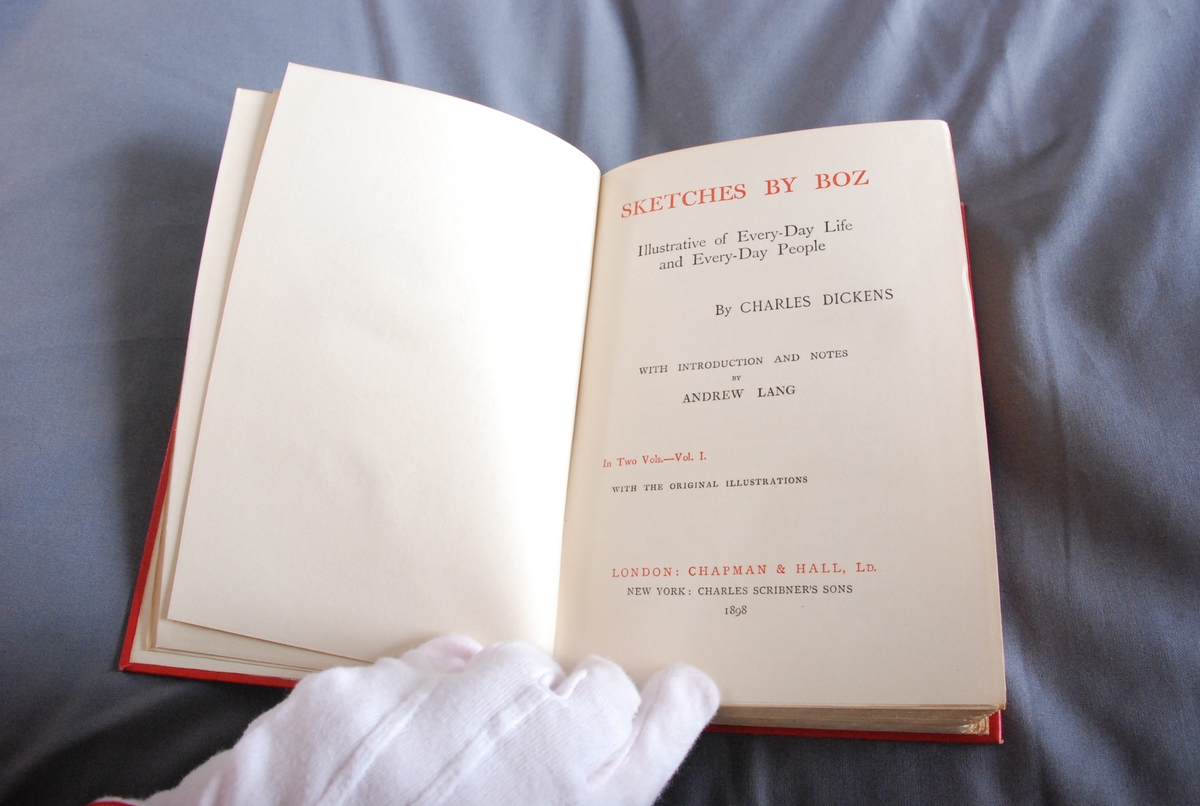 SKETCHES BY BOZ
Illustrative of Every-Day Life
and Every-Day People
By CHARLES DICKENS
WITH INTRODUCTION AND NOTES
BY
ANDREW LANG
In Two Vols.—Vol. I.
WITH THE ORIGINAL ILLUSTRATIONS
LONDON: CHAPMAN & HALL, LD.
NEW YORK: CHARLES SCRIBNER'S SONS
1898